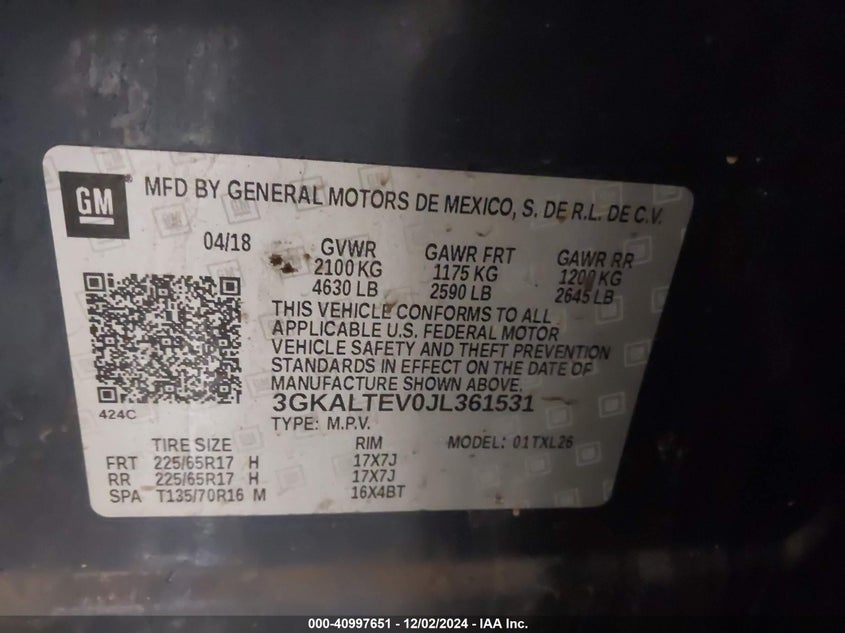 GM MFD BY GENERAL MOTORS DE MEXICO, S. DE R.L. DE C.V.
04/18 GVWR GAWR FRT GAWR RR
2100 KG 1175 KG 1200 KG
4630 LB 2590 LB 2645 LB
THIS VEHICLE CONFORMS TO ALL
APPLICABLE U.S. FEDERAL MOTOR
VEHICLE SAFETY AND THEFT PREVENTION
STANDARDS IN EFFECT ON THE DATE OF
MANUFACTURE SHOWN ABOVE.
3GKALTEV0JL361531
424C
TYPE: M.P.V.
TIRE SIZE RIM MODEL: 01TXL26
FRT 225/65R17 H 17X7J
RR 225/65R17 H 17X7J
SPA T135/70R16 M 16X4BT
000-40997651 - 12/02/2024 - IAA Inc.